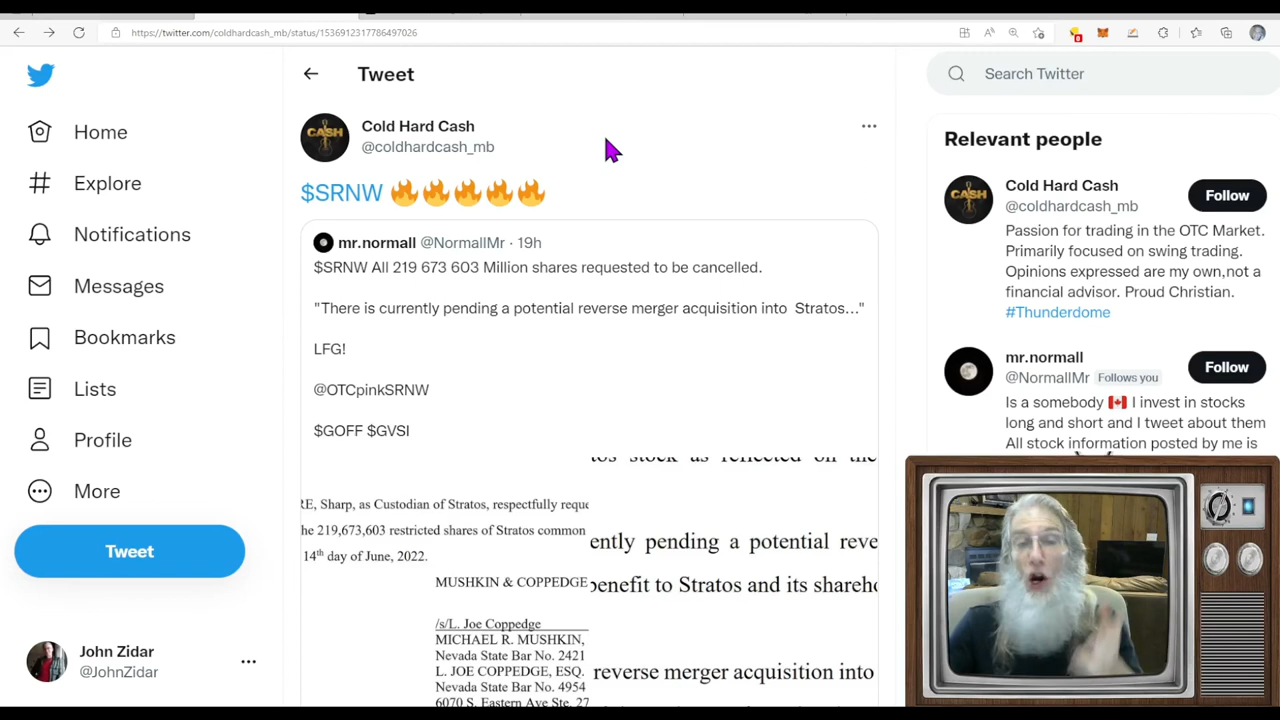 https://twitter.com/coldhardcash_mb/status/1536912317786497026
Home
Explore
Notifications
Messages
Bookmarks
Lists
Profile
More
Tweet
John Zidar
@JohnZidar
Tweet
CASH
Cold Hard Cash
@coldhardcash_mb
$SRNW 🔥🔥🔥🔥🔥
mr.normall @NormallMr · 19h
$SRNW All 219 673 603 Million shares requested to be cancelled.
"There is currently pending a potential reverse merger acquisition into Stratos..."
LFG!
@OTCpinkSRNW
$GOFF $GVSI
RE, Sharp, as Custodian of Stratos, respectfully reque
he 219,673,603 restricted shares of Stratos common
14th day of June, 2022.
MUSHKIN & COPPEDGE
/s/L. Joe Coppedge
MICHAEL R. MUSHKIN,
Nevada State Bar No. 2421
L. JOE COPPEDGE, ESQ.
Nevada State Bar No. 4954
6070 S. Eastern Ave Ste. 27
tos stock as reflected on the
ently pending a potential reve
benefit to Stratos and its shareho
reverse merger acquisition into
Search Twitter
Relevant people
CASH
Cold Hard Cash
@coldhardcash_mb
Follow
Passion for trading in the OTC Market.
Primarily focused on swing trading.
Opinions expressed are my own,not a
financial advisor. Proud Christian.
#Thunderdome
mr.normall
@NormallMr Follows you
Follow
Is a somebody 🇨🇦 I invest in stocks
long and short and I tweet about them
All stock information posted by me is